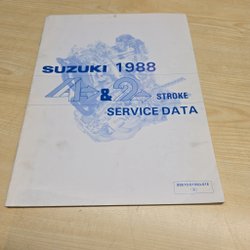 SUZUKI 1988
4 & 2 STROKE
SERVICE DATA